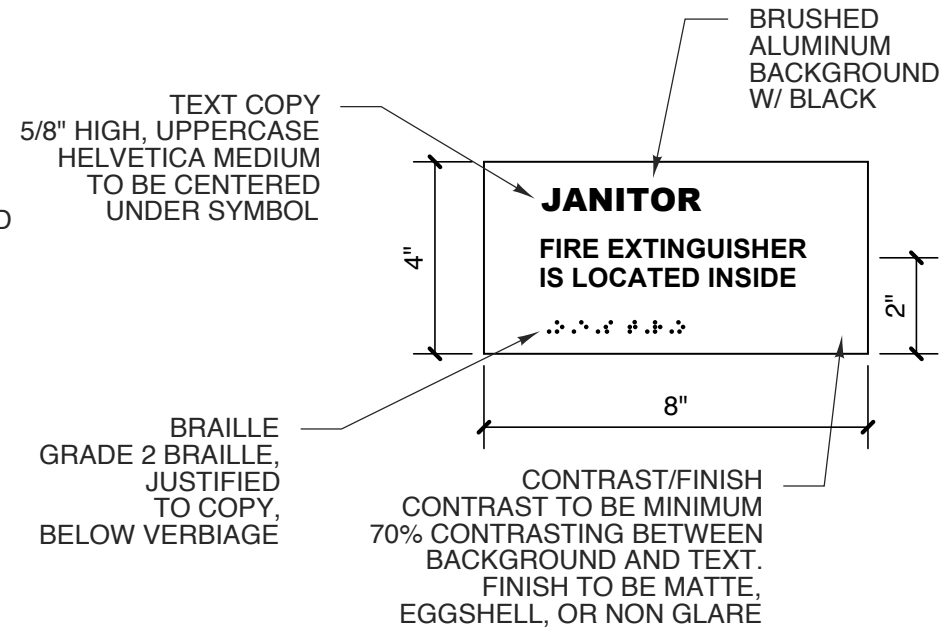 BRUSHED
ALUMINUM
BACKGROUND
W/ BLACK
TEXT COPY
5/8" HIGH, UPPERCASE
HELVETICA MEDIUM
TO BE CENTERED
UNDER SYMBOL
D
4"
JANITOR
FIRE EXTINGUISHER
IS LOCATED INSIDE
2"
8"
BRAILLE
GRADE 2 BRAILLE,
JUSTIFIED
TO COPY,
BELOW VERBIAGE
CONTRAST/FINISH
CONTRAST TO BE MINIMUM
70% CONTRASTING BETWEEN
BACKGROUND AND TEXT.
FINISH TO BE MATTE,
EGGSHELL, OR NON GLARE